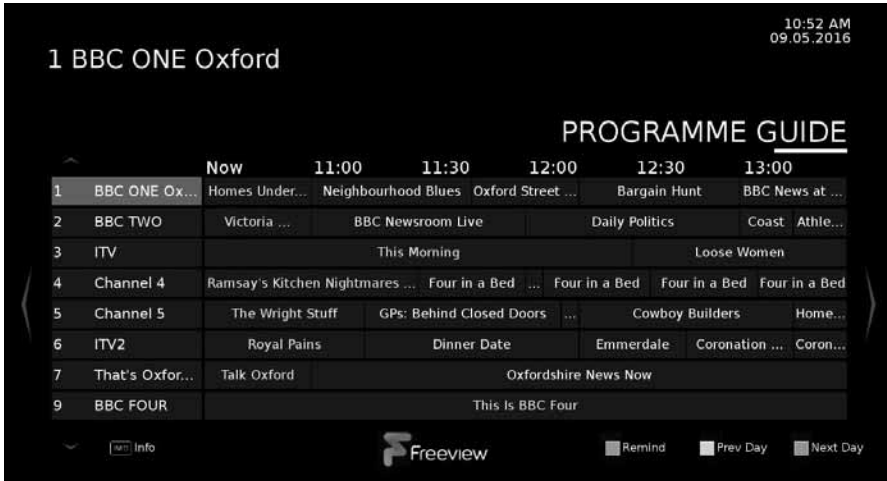 10:52 AM
09.05.2016
1 BBC ONE Oxford
PROGRAMME GUIDE
Now 11:00 11:30 12:00 12:30 13:00
1 BBC ONE Ox... Homes Under... Neighbourhood Blues Oxford Street ... Bargain Hunt BBC News at ...
2 BBC TWO Victoria ... BBC Newsroom Live Daily Politics Coast Athle...
3 ITV This Morning Loose Women
4 Channel 4 Ramsay's Kitchen Nightmares ... Four in a Bed ... Four in a Bed Four in a Bed Four in a Bed
5 Channel 5 The Wright Stuff GPs: Behind Closed Doors ... Cowboy Builders Home...
6 ITV2 Royal Pains Dinner Date Emmerdale Coronation ... Coron...
7 That's Oxfor... Talk Oxford Oxfordshire News Now
9 BBC FOUR This Is BBC Four
Info Freeview Remind Prev Day Next Day